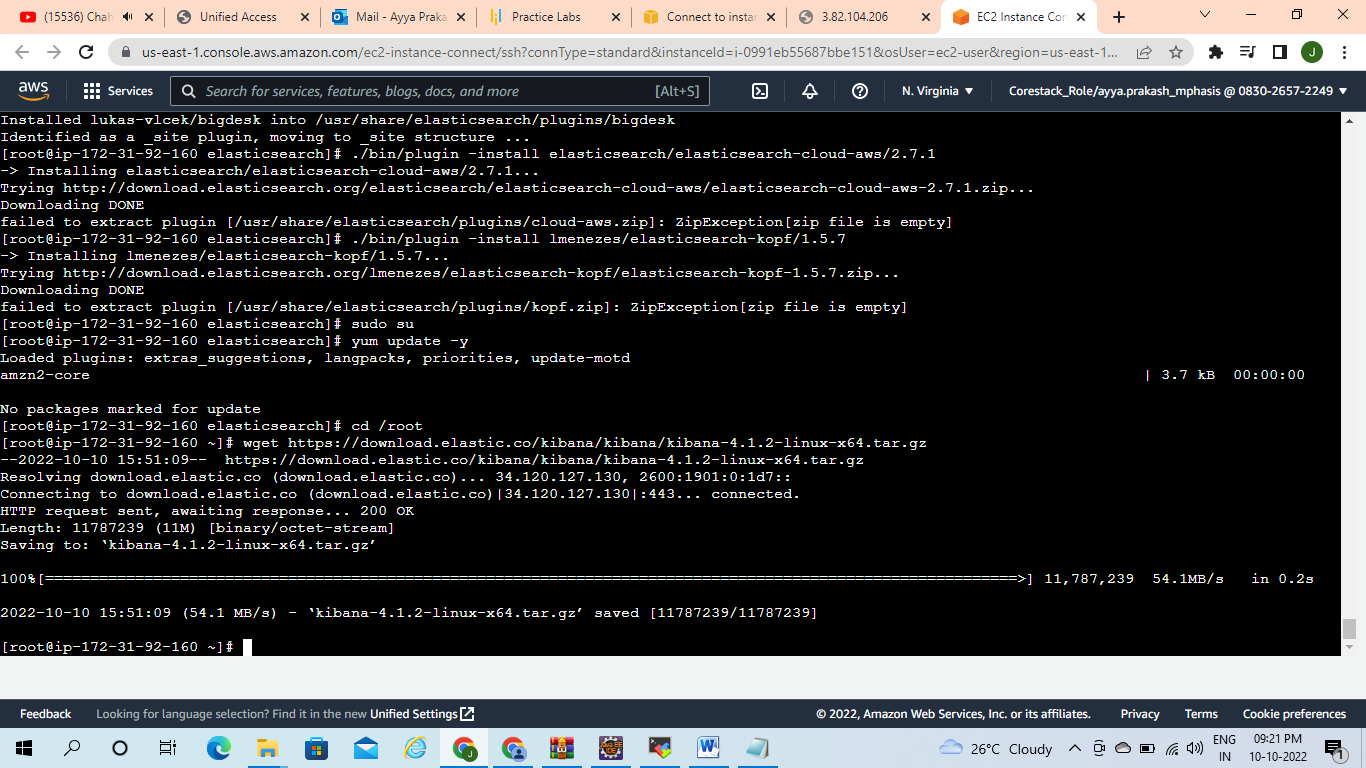 (15536) Chah
Unified Access
Mail - Ayya Praka
Practice Labs
Connect to instan
3.82.104.206
EC2 Instance Con
us-east-1.console.aws.amazon.com/ec2-instance-connect/ssh?connType=standard&instanceId=i-0991eb55687bbe151&osUser=ec2-user&region=us-east-1...
J
aws
Services
Search for services, features, blogs, docs, and more
[Alt+S]
N. Virginia
Corestack_Role/ayya.prakash_mphasis @ 0830-2657-2249
Installed lukas-vlcek/bigdesk into /usr/share/elasticsearch/plugins/bigdesk
Identified as a _site plugin, moving to _site structure ...
[root@ip-172-31-92-160 elasticsearch]# ./bin/plugin -install elasticsearch/elasticsearch-cloud-aws/2.7.1
-> Installing elasticsearch/elasticsearch-cloud-aws/2.7.1...
Trying http://download.elasticsearch.org/elasticsearch/elasticsearch-cloud-aws/elasticsearch-cloud-aws-2.7.1.zip...
Downloading DONE
failed to extract plugin [/usr/share/elasticsearch/plugins/cloud-aws.zip]: ZipException[zip file is empty]
[root@ip-172-31-92-160 elasticsearch]# ./bin/plugin -install lmenezes/elasticsearch-kopf/1.5.7
-> Installing lmenezes/elasticsearch-kopf/1.5.7...
Trying http://download.elasticsearch.org/lmenezes/elasticsearch-kopf/elasticsearch-kopf-1.5.7.zip...
Downloading DONE
failed to extract plugin [/usr/share/elasticsearch/plugins/kopf.zip]: ZipException[zip file is empty]
[root@ip-172-31-92-160 elasticsearch]# sudo su
[root@ip-172-31-92-160 elasticsearch]# yum update -y
Loaded plugins: extras_suggestions, langpacks, priorities, update-motd
amzn2-core | 3.7 kB 00:00:00
No packages marked for update
[root@ip-172-31-92-160 elasticsearch]# cd /root
[root@ip-172-31-92-160 ~]# wget https://download.elastic.co/kibana/kibana/kibana-4.1.2-linux-x64.tar.gz
--2022-10-10 15:51:09-- https://download.elastic.co/kibana/kibana/kibana-4.1.2-linux-x64.tar.gz
Resolving download.elastic.co (download.elastic.co)... 34.120.127.130, 2600:1901:0:1d7::
Connecting to download.elastic.co (download.elastic.co)|34.120.127.130|:443... connected.
HTTP request sent, awaiting response... 200 OK
Length: 11787239 (11M) [binary/octet-stream]
Saving to: ‘kibana-4.1.2-linux-x64.tar.gz’
100%[============================================================================================================>] 11,787,239 54.1MB/s in 0.2s
2022-10-10 15:51:09 (54.1 MB/s) - ‘kibana-4.1.2-linux-x64.tar.gz’ saved [11787239/11787239]
[root@ip-172-31-92-160 ~]#
Feedback
Looking for language selection? Find it in the new Unified Settings
© 2022, Amazon Web Services, Inc. or its affiliates.
Privacy
Terms
Cookie preferences
26°C Cloudy
ENG
IN
09:21 PM
10-10-2022
1